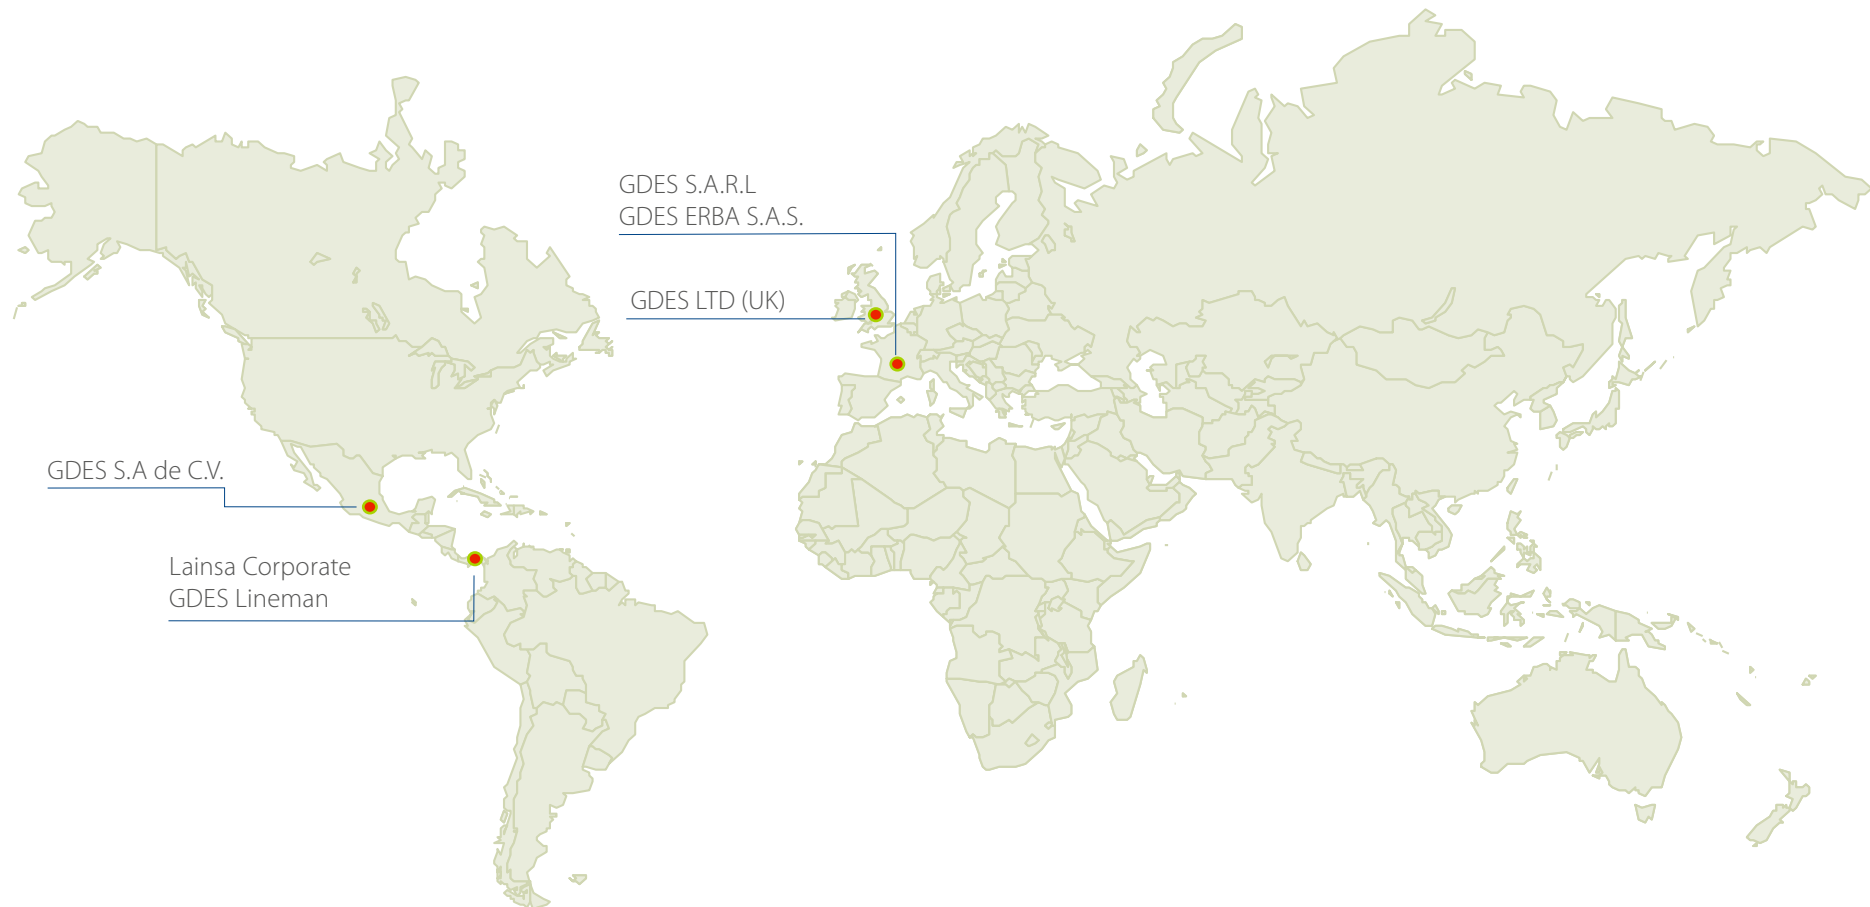 GDES S.A.R.L
GDES ERBA S.A.S.
GDES LTD (UK)
GDES S.A de C.V.
Lainsa Corporate
GDES Lineman